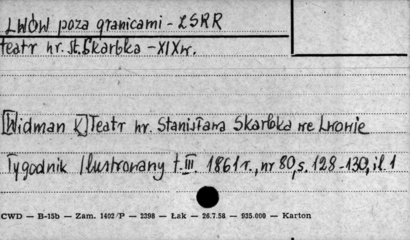 LWÓW poza granicami - ZSRR
teatr hr. St. Skarbka - XIX w.
[Widman K] Teatr hr. Stanisława Skarbka we Lwowie
Tygodnik Ilustrowany t. III. 1861 r., nr 80, s. 128-130, il. 1
CWD — B-15b — Zam. 1402/P — 2398 — Łak — 26.7.58 — 935.000 — Karton